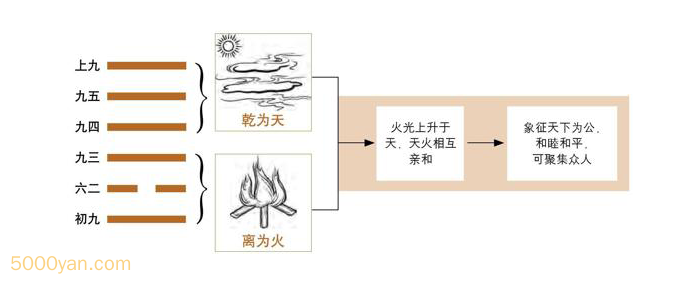 上九
九五
九四
九三
六二
初九
乾为天
离为火
火光上升于
天，天火相互
亲和
象征天下为公，
和睦和平，
可聚集众人
5000yan.com